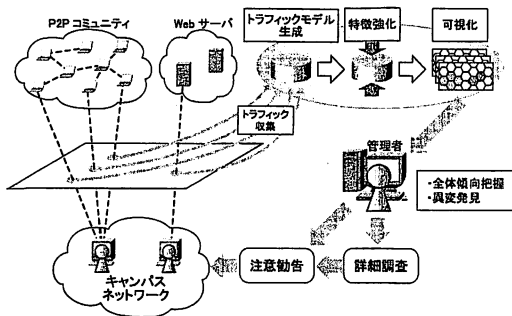 P2P コミュニティ
Web サーバ
トラフィックモデル
生成
特徴強化
可視化
トラフィック
収集
管理者
・全体傾向把握
・異変発見
キャンパス
ネットワーク
注意勧告
詳細調査